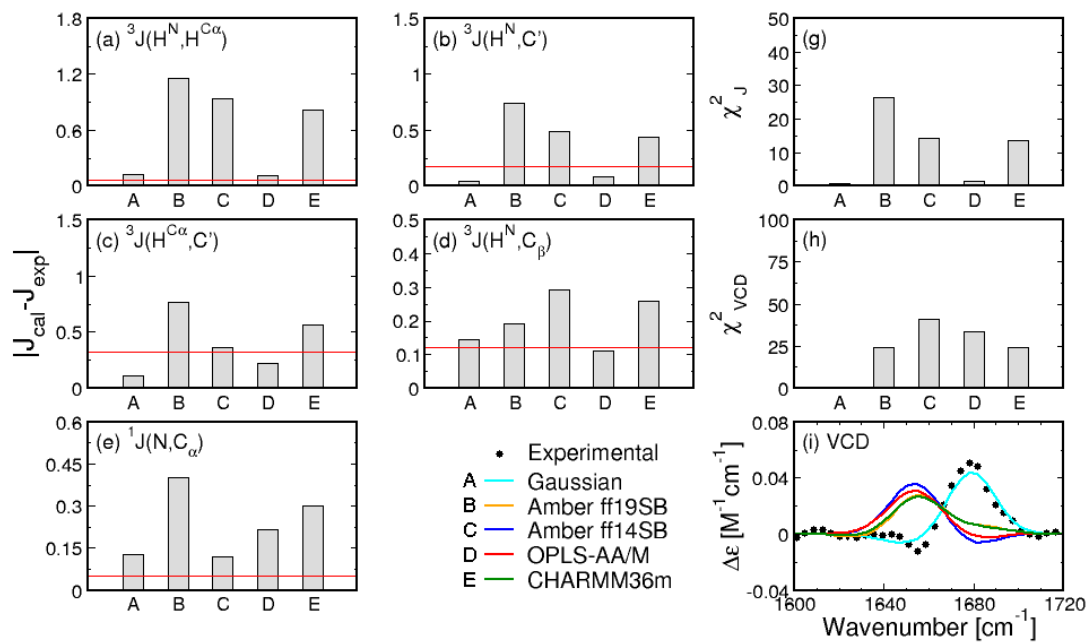 |J_cal-J_exp|
(a) ³J(H^N,H^Cα)
1.8
1.2
0.6
0
A B C D E
(b) ³J(H^N,C')
1.5
1
0.5
0
A B C D E
(g)
χ²_J
50
40
30
20
10
0
A B C D E
(c) ³J(H^Cα,C')
1.5
1
0.5
0
A B C D E
(d) ³J(H^N,C_β)
0.5
0.4
0.3
0.2
0.1
0
A B C D E
(h)
χ²_VCD
100
75
50
25
0
A B C D E
(e) ¹J(N,C_α)
0.6
0.45
0.3
0.15
0
A B C D E
Experimental
A Gaussian
B Amber ff19SB
C Amber ff14SB
D OPLS-AA/M
E CHARMM36m
(i) VCD
Δε [M⁻¹cm⁻¹]
0.08
0.04
0
-0.04
1600 1640 1680 1720
Wavenumber [cm⁻¹]